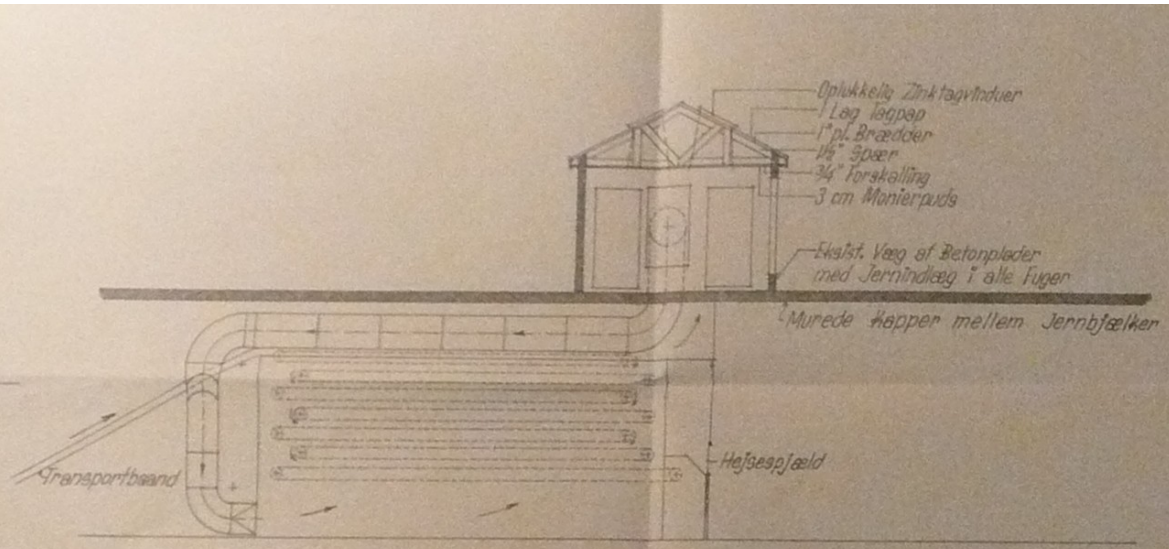 Oplukkelig Zinktagvinduer
1 Lag Tagpap
1" pl. Brædder
1½" Spær
¾" Forskalling
3 cm Monierpuds
Eksist. Væg af Betonplader
med Jernindlæg i alle Fuger
Murede Kapper mellem Jernbjælker
Hejsespjæld
Transportbaand